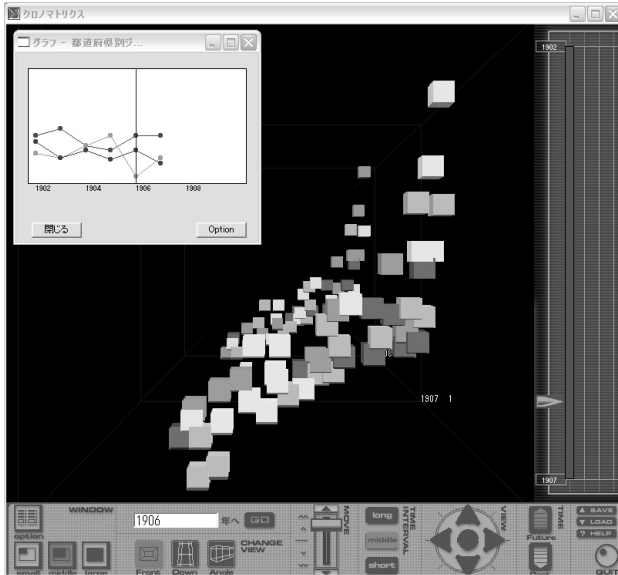 クロノマトリクス
グラフ - 都道府県別ジ...
1902
1904
1906
1908
閉じる
Option
1902
1907 1
1907
WINDOW
option
small
middle
large
1906
年へ
GO
CHANGE
VIEW
Front
Down
Angle
MOVE
long
middle
short
TIME
INTERVAL
VIEW
TIME
Future
SAVE
LOAD
? HELP
QUIT